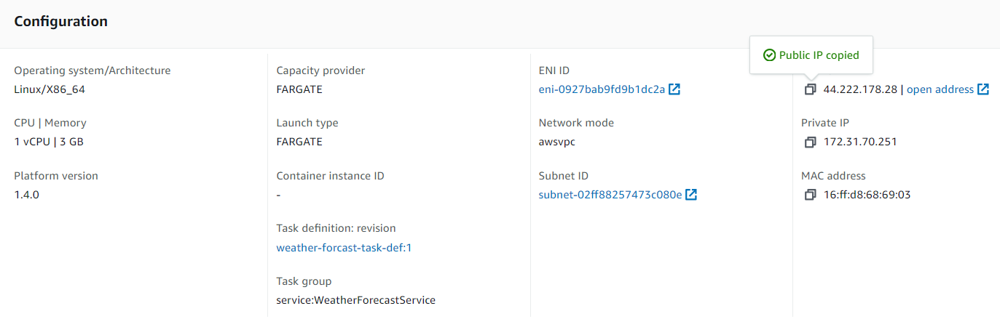 Configuration
Public IP copied
Operating system/Architecture
Linux/X86_64
CPU | Memory
1 vCPU | 3 GB
Platform version
1.4.0
Capacity provider
FARGATE
Launch type
FARGATE
Container instance ID
-
Task definition: revision
weather-forcast-task-def:1
Task group
service:WeatherForecastService
ENI ID
eni-0927bab9fd9b1dc2a
Network mode
awsvpc
Subnet ID
subnet-02ff88257473c080e
44.222.178.28 | open address
Private IP
172.31.70.251
MAC address
16:ff:d8:68:69:03